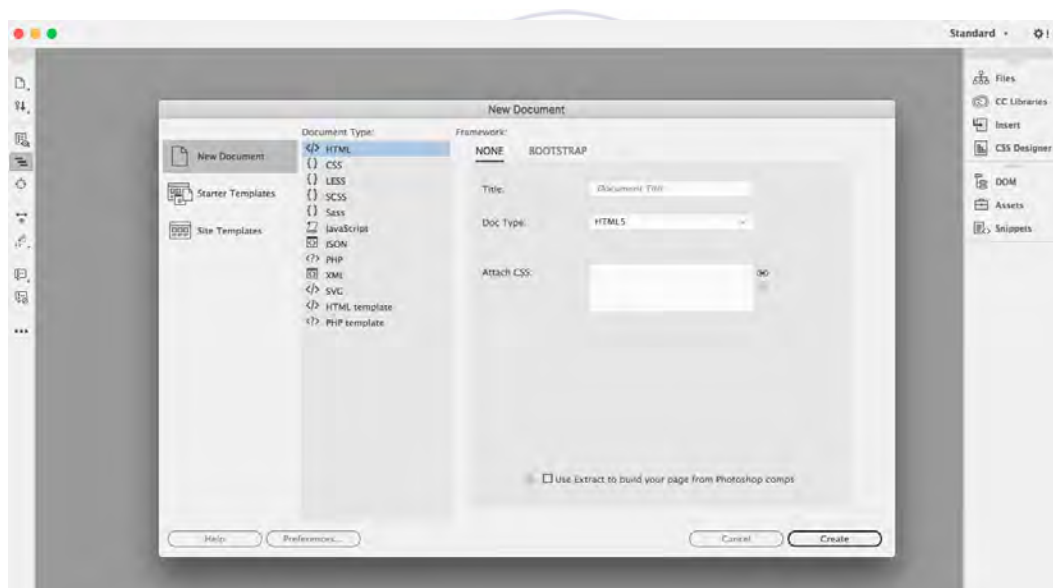 Standard
Files
CC Libraries
Insert
CSS Designer
DOM
Assets
Snippets
New Document
New Document
Starter Templates
Site Templates
Document Type:
</> HTML
{} CSS
{} LESS
{} SCSS
{} Sass
JavaScript
JSON
<?> PHP
XML
</> SVG
</> HTML template
<?> PHP template
Framework:
NONE BOOTSTRAP
Title: Document Title
Doc Type: HTML5
Attach CSS:
Use Extract to build your page from Photoshop comps
Help Preferences... Cancel Create